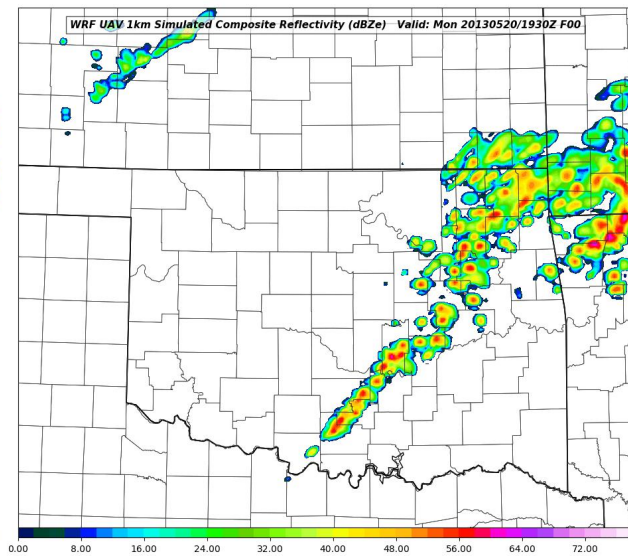 WRF UAV 1km Simulated Composite Reflectivity (dBZe) Valid: Mon 20130520/1930Z F00
0.00 8.00 16.00 24.00 32.00 40.00 48.00 56.00 64.00 72.00